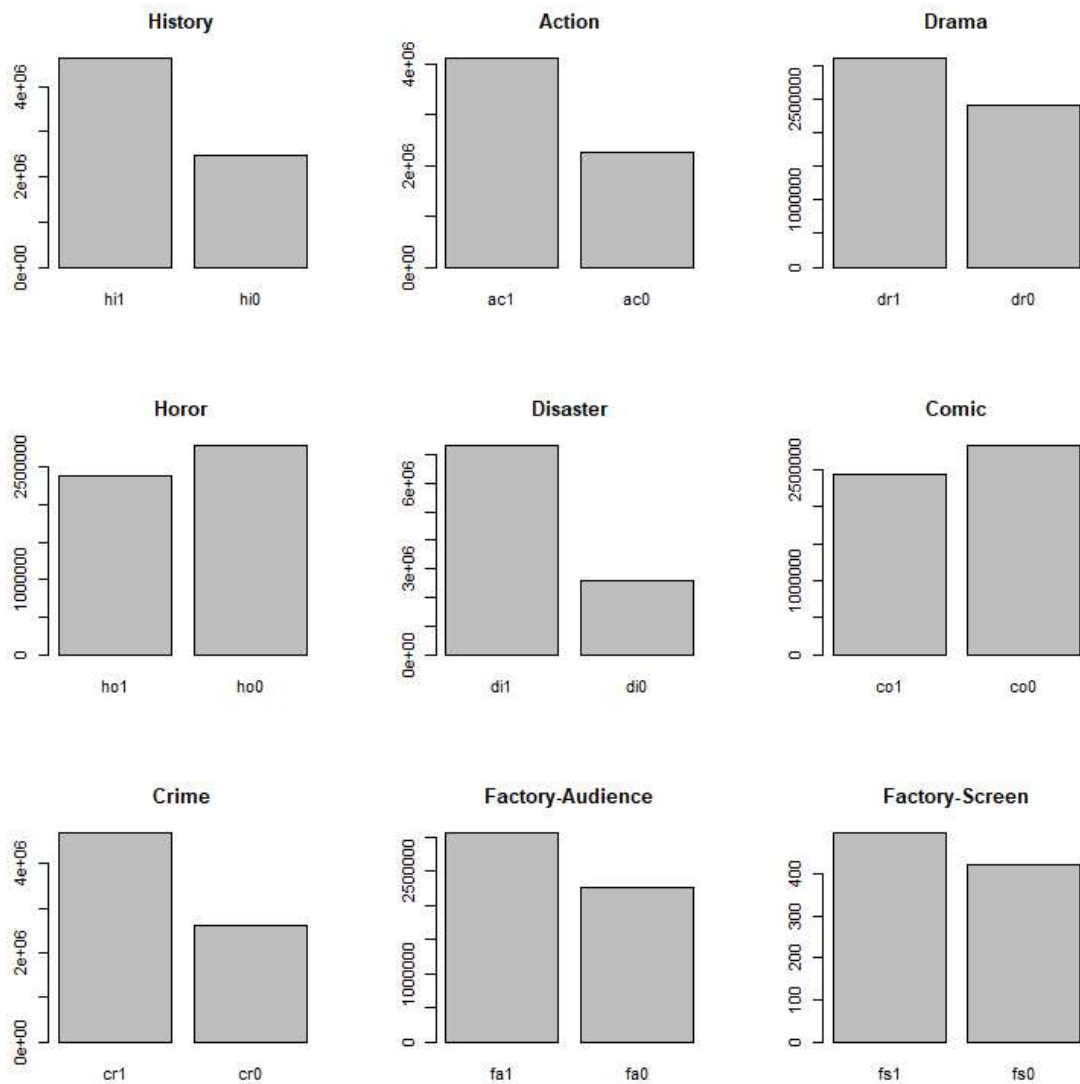 History
Action
Drama
4e+06
2e+06
0e+00
hi1
hi0
4e+06
2e+06
0e+00
ac1
ac0
2500000
1000000
0
dr1
dr0
Horor
Disaster
Comic
2500000
1000000
0
ho1
ho0
6e+06
3e+06
0e+00
di1
di0
2500000
1000000
0
co1
co0
Crime
Factory-Audience
Factory-Screen
4e+06
2e+06
0e+00
cr1
cr0
2500000
1000000
0
fa1
fa0
400
300
200
100
0
fs1
fs0